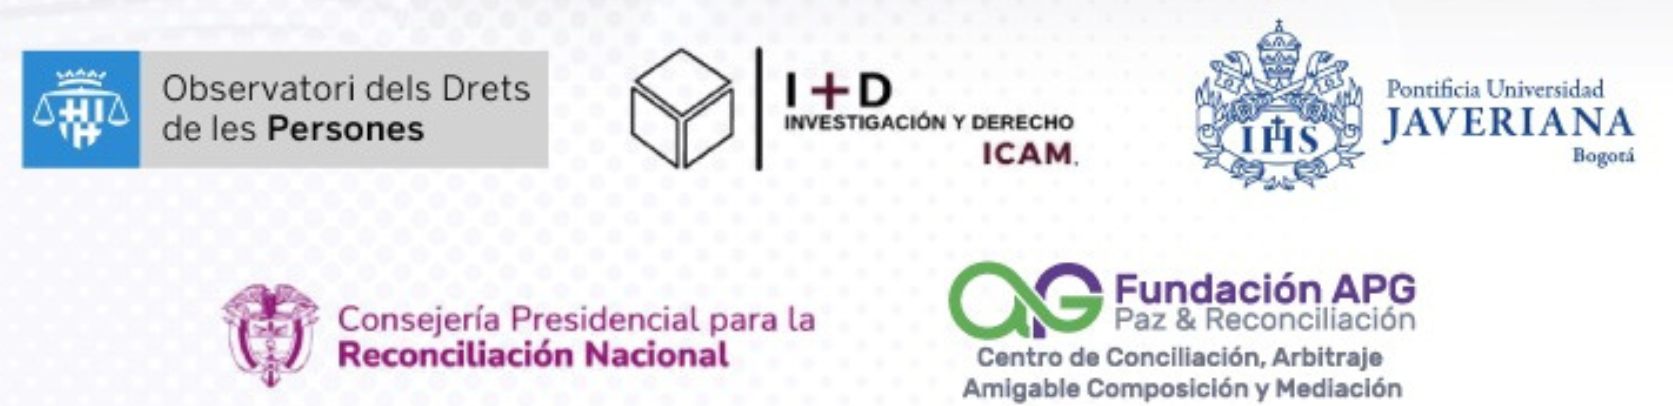 Observatori dels Drets
de les Persones
I+D
INVESTIGACIÓN Y DERECHO
ICAM.
IHS
Pontificia Universidad
JAVERIANA
Bogotá
Consejería Presidencial para la
Reconciliación Nacional
APG Fundación APG
Paz & Reconciliación
Centro de Conciliación, Arbitraje
Amigable Composición y Mediación